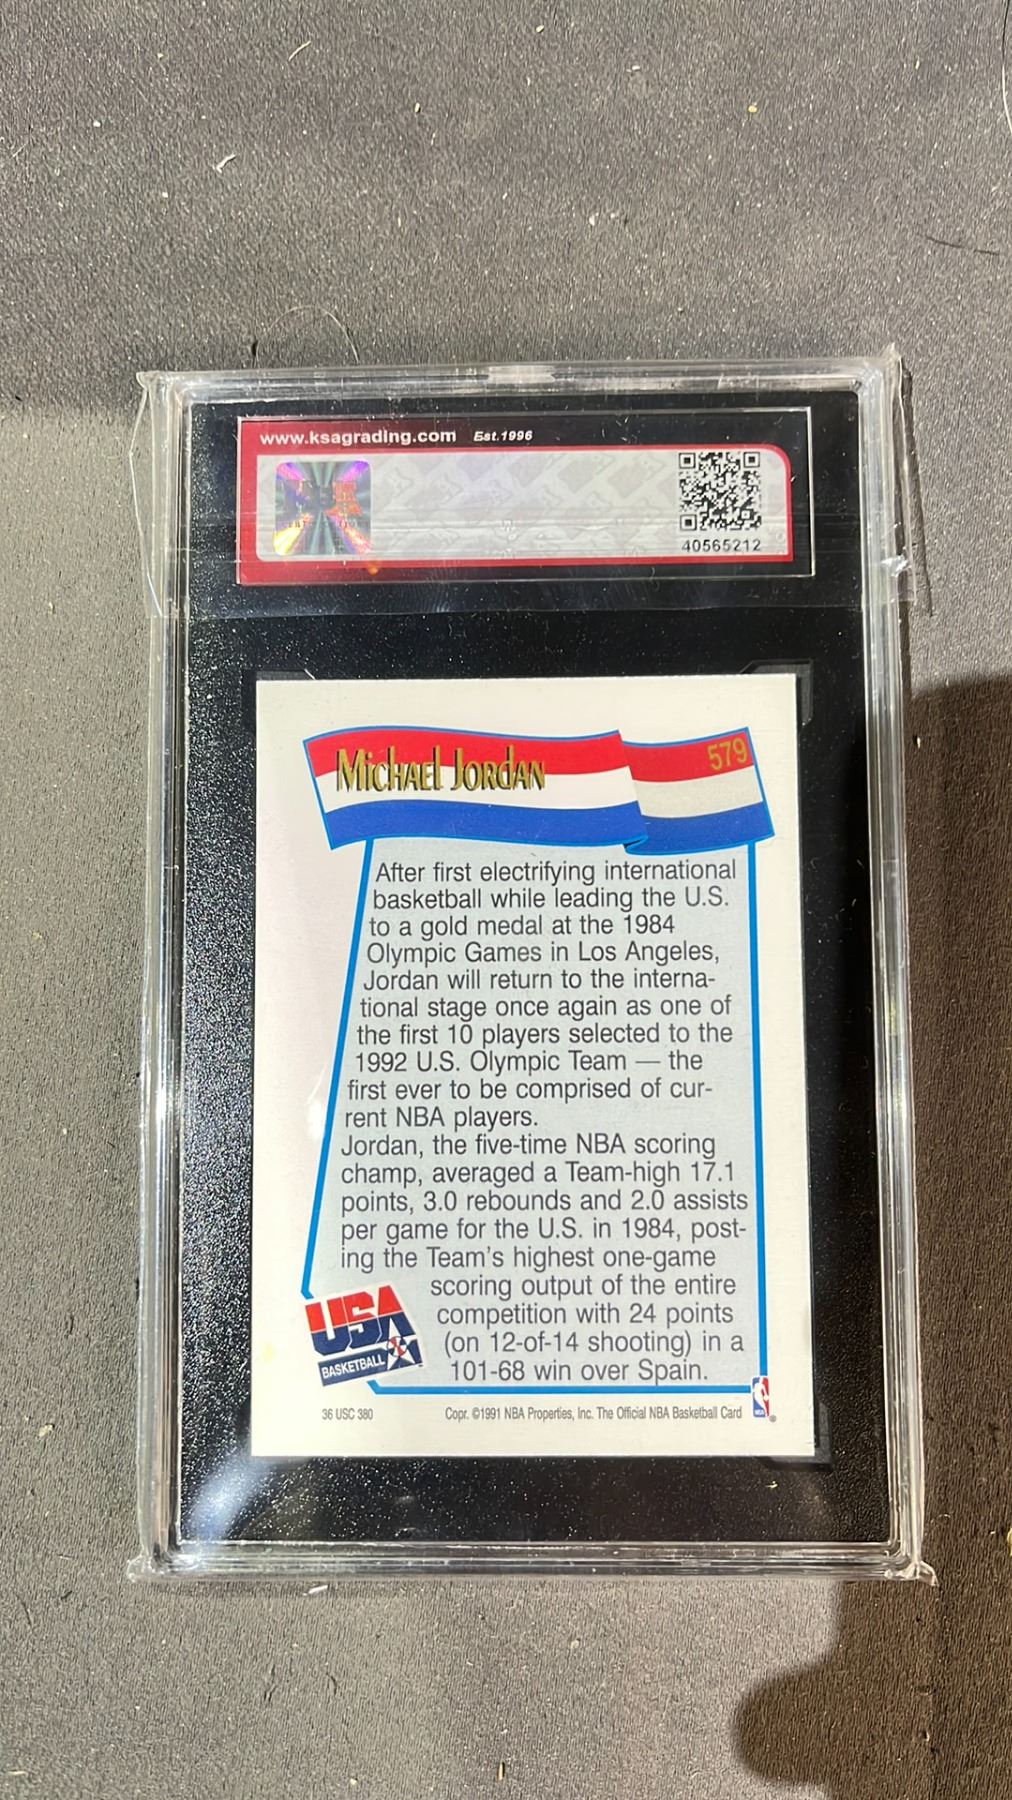 www.ksagrading.com Est.1996
40565212
Michael Jordan 579
After first electrifying international
basketball while leading the U.S.
to a gold medal at the 1984
Olympic Games in Los Angeles,
Jordan will return to the interna-
tional stage once again as one of
the first 10 players selected to the
1992 U.S. Olympic Team — the
first ever to be comprised of cur-
rent NBA players.
Jordan, the five-time NBA scoring
champ, averaged a Team-high 17.1
points, 3.0 rebounds and 2.0 assists
per game for the U.S. in 1984, post-
ing the Team's highest one-game
scoring output of the entire
competition with 24 points
(on 12-of-14 shooting) in a
101-68 win over Spain.
USA
BASKETBALL
36 USC 380
Copr. ©1991 NBA Properties, Inc. The Official NBA Basketball Card